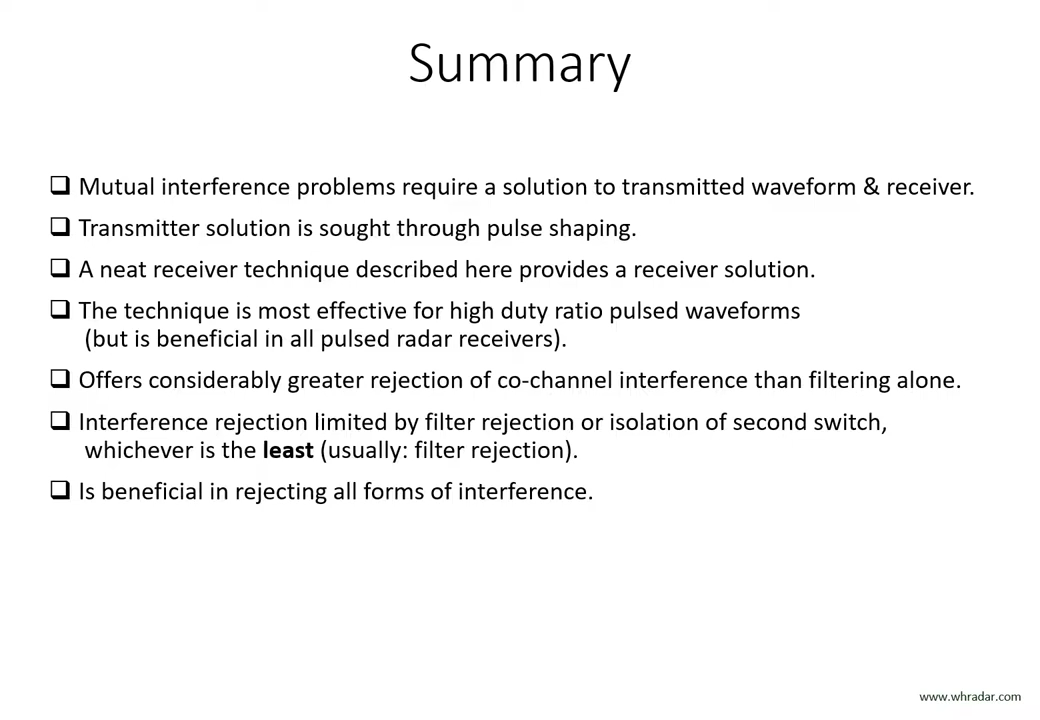 Summary
❑ Mutual interference problems require a solution to transmitted waveform & receiver.
❑ Transmitter solution is sought through pulse shaping.
❑ A neat receiver technique described here provides a receiver solution.
❑ The technique is most effective for high duty ratio pulsed waveforms
(but is beneficial in all pulsed radar receivers).
❑ Offers considerably greater rejection of co-channel interference than filtering alone.
❑ Interference rejection limited by filter rejection or isolation of second switch,
whichever is the least (usually: filter rejection).
❑ Is beneficial in rejecting all forms of interference.
www.whradar.com